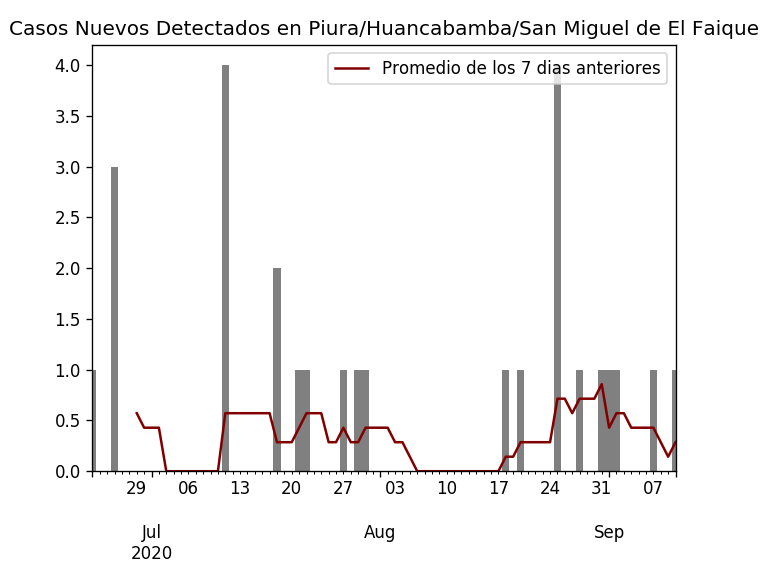 Casos Nuevos Detectados en Piura/Huancabamba/San Miguel de El Faique
Promedio de los 7 dias anteriores
4.0
3.5
3.0
2.5
2.0
1.5
1.0
0.5
0.0
29 06 13 20 27 03 10 17 24 31 07
Jul Aug Sep
2020